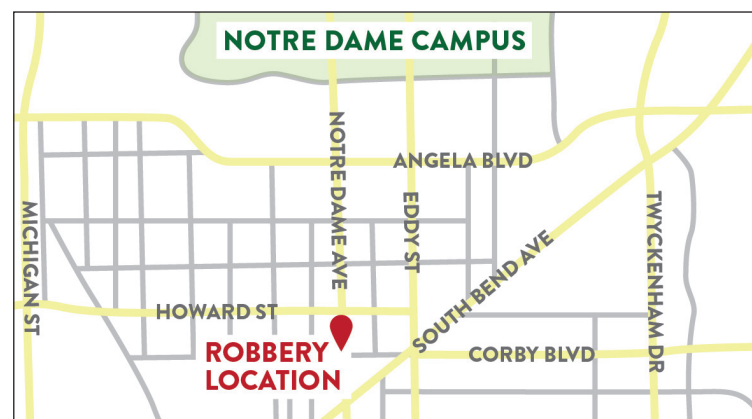 NOTRE DAME CAMPUS
NOTRE DAME AVE
ANGELA BLVD
EDDY ST
MICHIGAN ST
TWYCKENHAM DR
SOUTH BEND AVE
HOWARD ST
ROBBERY
LOCATION
CORBY BLVD